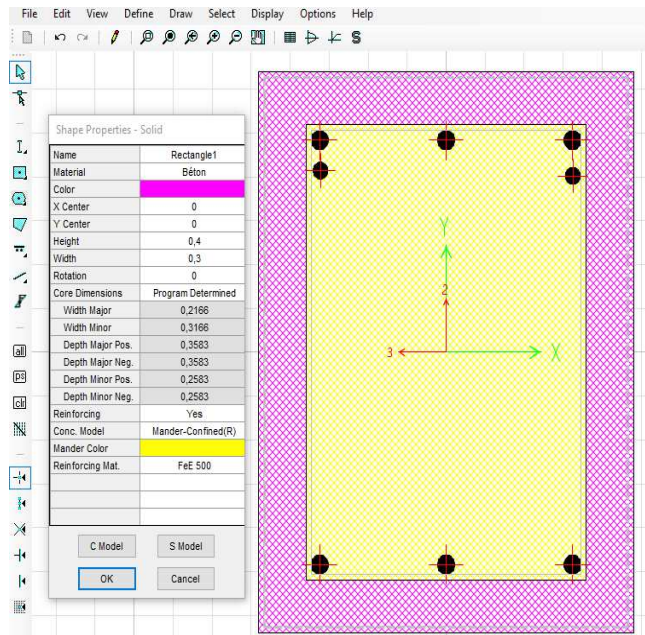 File Edit View Define Draw Select Display Options Help
Shape Properties - Solid
Name Rectangle1
Material Béton
Color
X Center 0
Y Center 0
Height 0,4
Width 0,3
Rotation 0
Core Dimensions Program Determined
Width Major 0,2166
Width Minor 0,3166
Depth Major Pos. 0,3583
Depth Major Neg. 0,3583
Depth Minor Pos. 0,2583
Depth Minor Neg. 0,2583
Reinforcing Yes
Conc. Model Mander-Confined(R)
Mander Color
Reinforcing Mat. FeE 500
C Model S Model
OK Cancel
Y
2
3 X
all
ps
clr
S